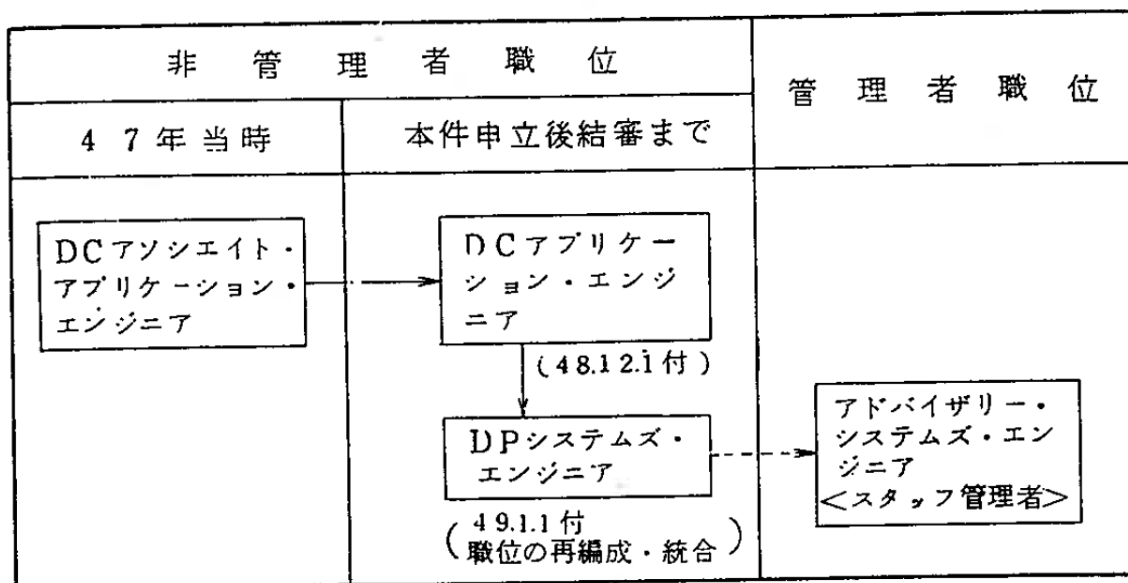 非管理者職位
管理者職位
47年当時
本件申立後結審まで
DCアソシエイト・
アプリケーション・
エンジニア
DCアプリケー
ション・エンジ
ニア
(48.12.1付)
DPシステムズ・
エンジニア
(49.1.1付
職位の再編成・統合)
アドバイザリー・
システムズ・エン
ジニア
<スタッフ管理者>